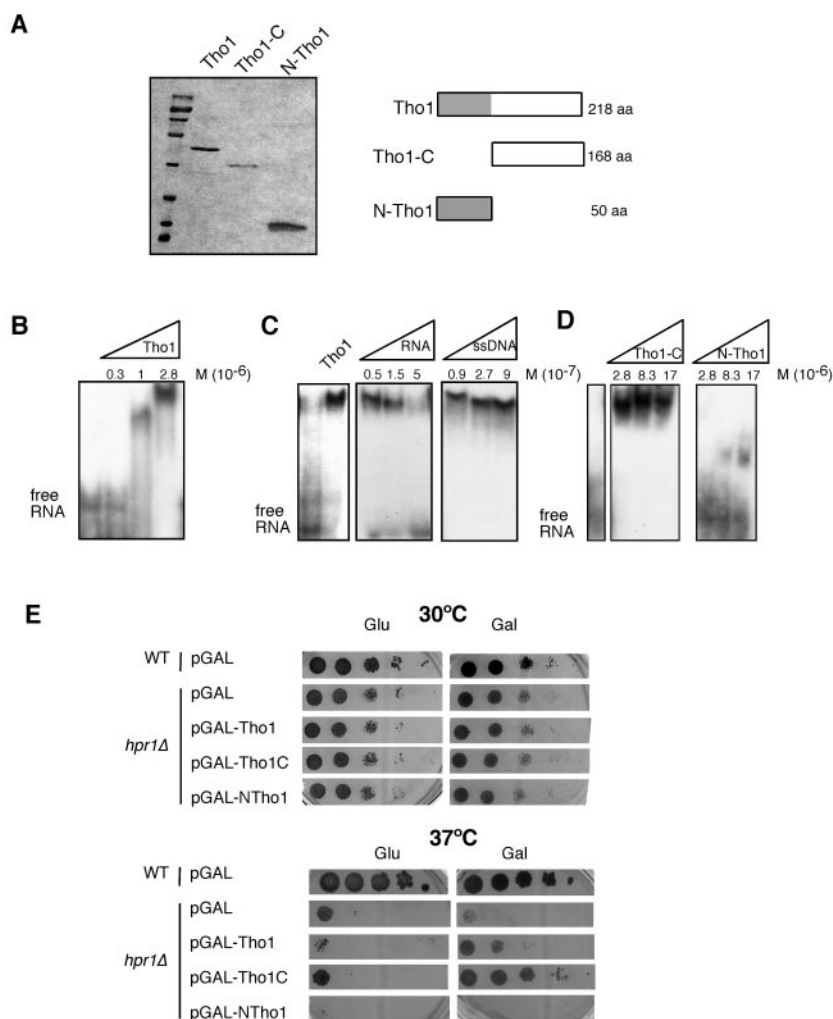 A
Tho1 Tho1-C N-Tho1
Tho1 218 aa
Tho1-C 168 aa
N-Tho1 50 aa
B
Tho1
0.3 1 2.8 M (10-6)
free
RNA
C
Tho1 RNA ssDNA
0.5 1.5 5 0.9 2.7 9 M (10-7)
free
RNA
D
Tho1-C N-Tho1
2.8 8.3 17 2.8 8.3 17 M (10-6)
free
RNA
E
30ºC
Glu Gal
WT pGAL
hpr1Δ
pGAL
pGAL-Tho1
pGAL-Tho1C
pGAL-NTho1
37ºC
Glu Gal
WT pGAL
hpr1Δ
pGAL
pGAL-Tho1
pGAL-Tho1C
pGAL-NTho1